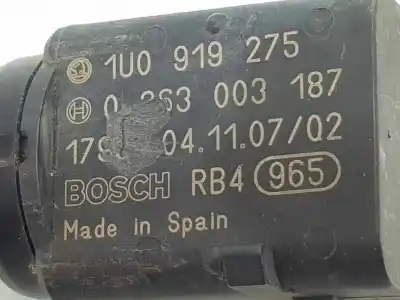 1U0 919 275
0 263 003 187
04.11.07/02
BOSCH RB4 965
Made in Spain